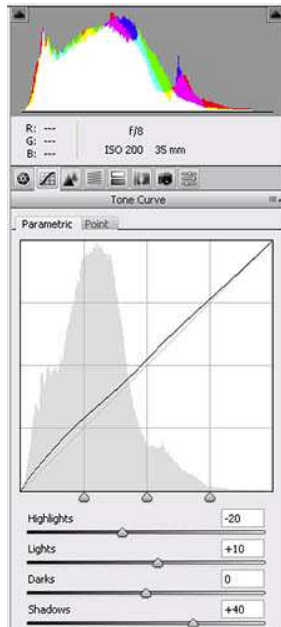 R: ---
G: ---
B: ---
f/8
ISO 200 35 mm
Tone Curve
Parametric Point
Highlights -20
Lights +10
Darks 0
Shadows +40